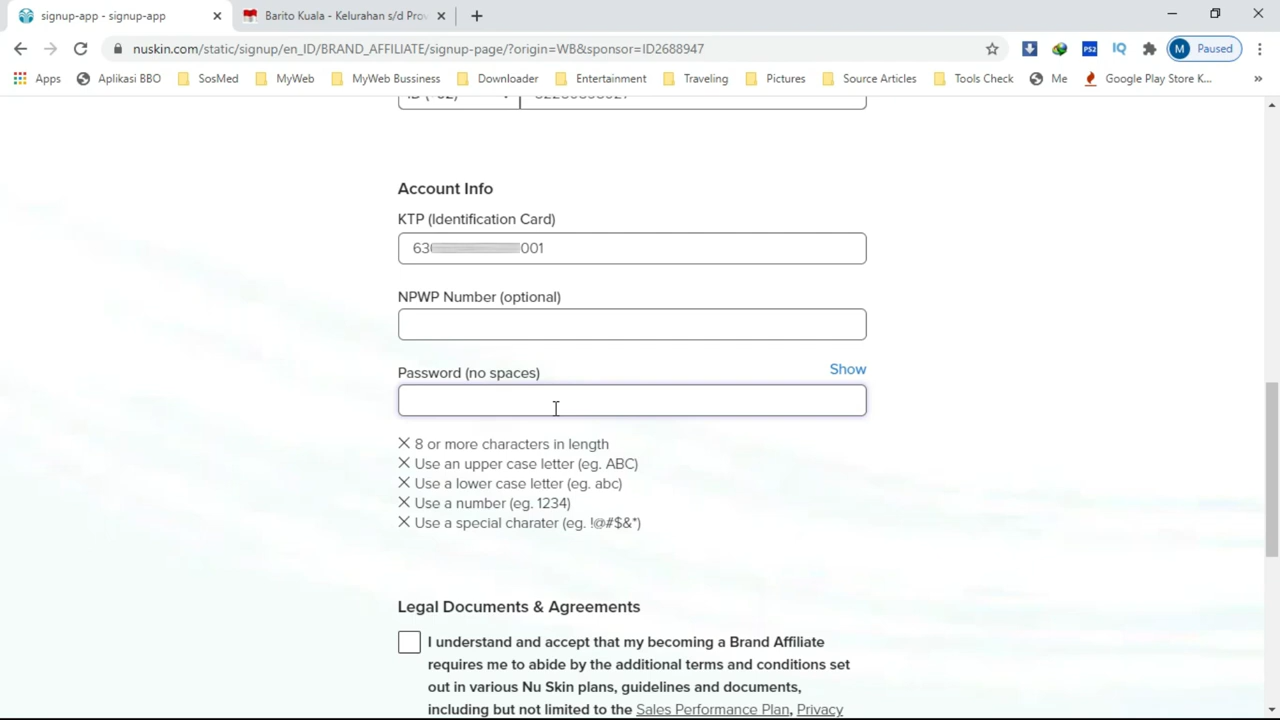 signup-app - signup-app
Barito Kuala - Kelurahan s/d Prov
nuskin.com/static/signup/en_ID/BRAND_AFFILIATE/signup-page/?origin=WB&sponsor=ID2688947
PS2
IQ
M Paused
Apps
Aplikasi BBO
SosMed
MyWeb
MyWeb Bussiness
Downloader
Entertainment
Traveling
Pictures
Source Articles
Tools Check
Me
Google Play Store K...
»
Account Info
KTP (Identification Card)
63 001
NPWP Number (optional)
Password (no spaces)
Show
8 or more characters in length
Use an upper case letter (eg. ABC)
Use a lower case letter (eg. abc)
Use a number (eg. 1234)
Use a special charater (eg. !@#$&*)
Legal Documents & Agreements
I understand and accept that my becoming a Brand Affiliate
requires me to abide by the additional terms and conditions set
out in various Nu Skin plans, guidelines and documents,
including but not limited to the Sales Performance Plan, Privacy